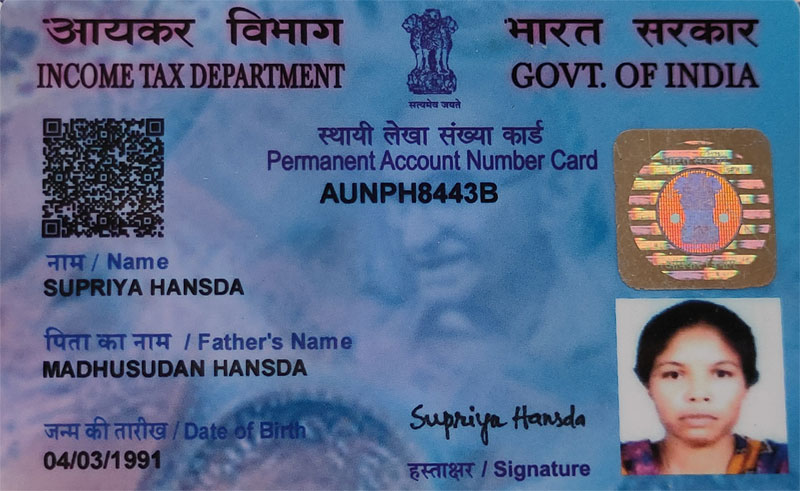 आयकर विभाग
INCOME TAX DEPARTMENT
सत्यमेव जयते
भारत सरकार
GOVT. OF INDIA
स्थायी लेखा संख्या कार्ड
Permanent Account Number Card
AUNPH8443B
नाम / Name
SUPRIYA HANSDA
पिता का नाम / Father's Name
MADHUSUDAN HANSDA
जन्म की तारीख / Date of Birth
04/03/1991
Supriya Hansda
हस्ताक्षर / Signature